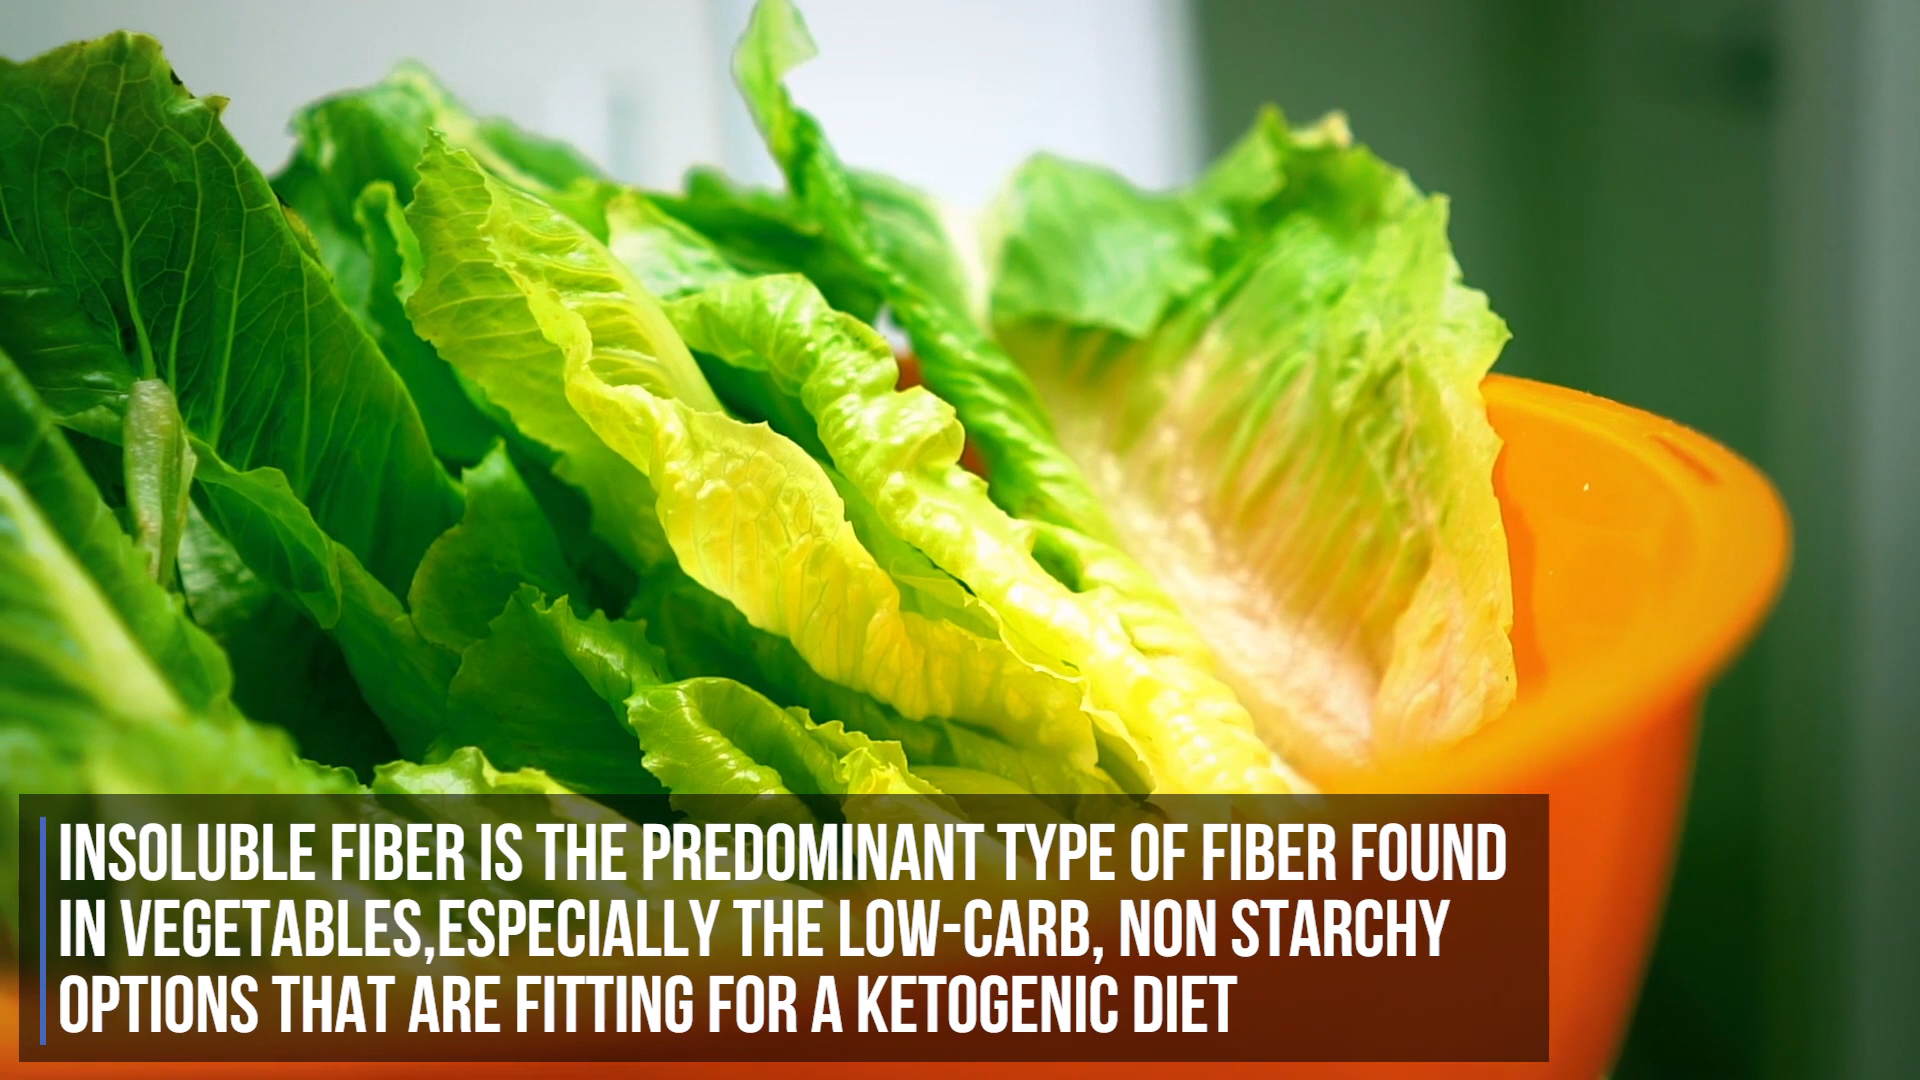 INSOLUBLE FIBER IS THE PREDOMINANT TYPE OF FIBER FOUND
IN VEGETABLES,ESPECIALLY THE LOW-CARB, NON STARCHY
OPTIONS THAT ARE FITTING FOR A KETOGENIC DIET